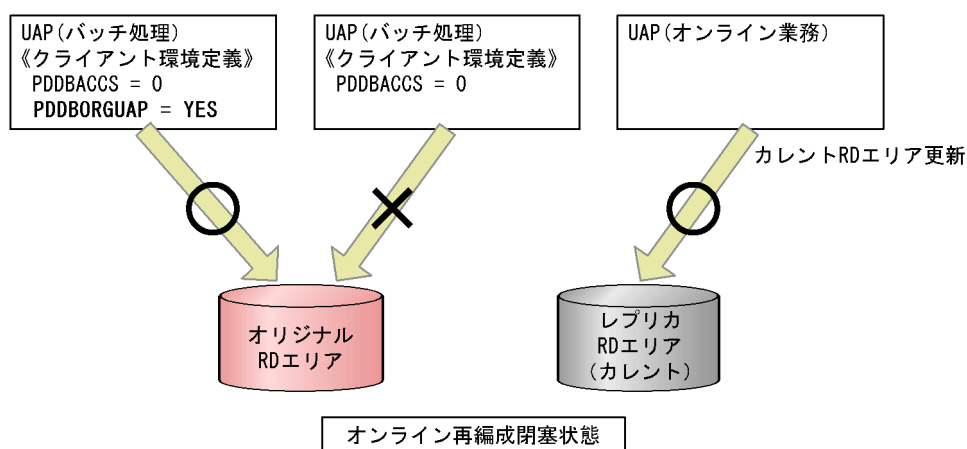 UAP(バッチ処理)
《クライアント環境定義》
PDDBACCS = 0
PDDBORGUAP = YES
UAP(バッチ処理)
《クライアント環境定義》
PDDBACCS = 0
UAP(オンライン業務)
カレントRDエリア更新
オリジナル
RDエリア
レプリカ
RDエリア
(カレント)
オンライン再編成閉塞状態